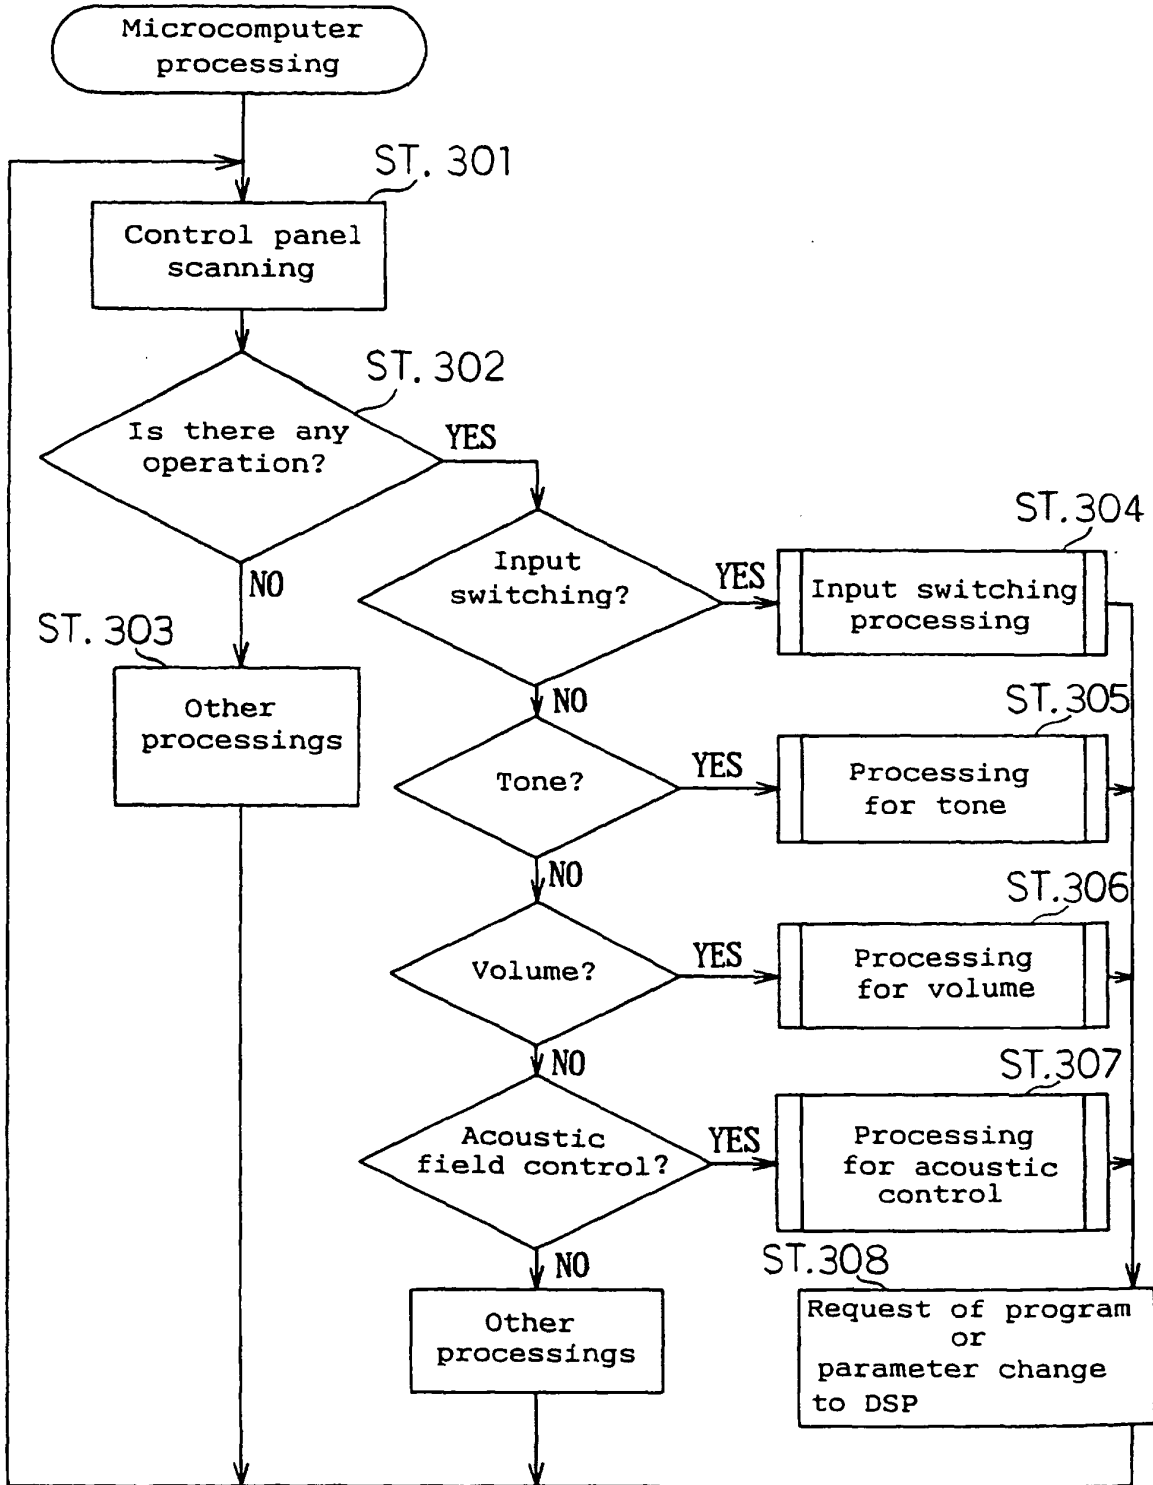 Microcomputer
processing
ST. 301
Control panel
scanning
ST. 302
Is there any
operation?
YES
NO
ST. 303
Other
processings
Input
switching?
YES
ST.304
Input switching
processing
NO
Tone?
YES
ST.305
Processing
for tone
NO
Volume?
YES
ST.306
Processing
for volume
NO
Acoustic
field control?
YES
ST.307
Processing
for acoustic
control
NO
Other
processings
ST.308
Request of program
or
parameter change
to DSP